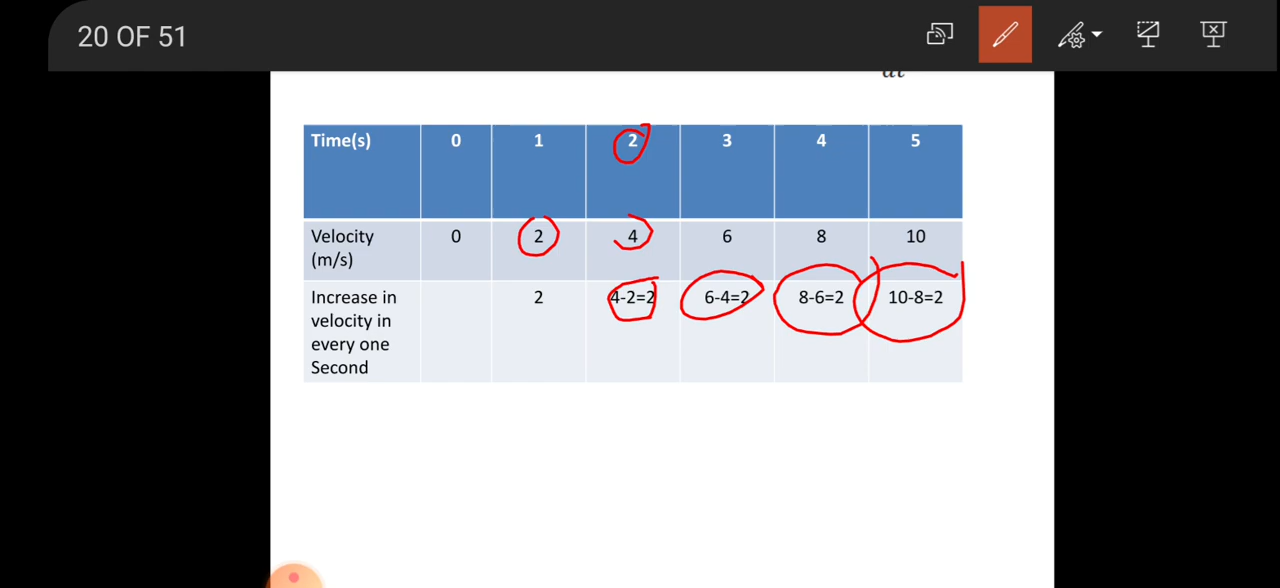 20 OF 51
Time(s) 0 1 2 3 4 5
Velocity (m/s) 0 2 4 6 8 10
Increase in velocity in every one Second 2 4-2=2 6-4=2 8-6=2 10-8=2